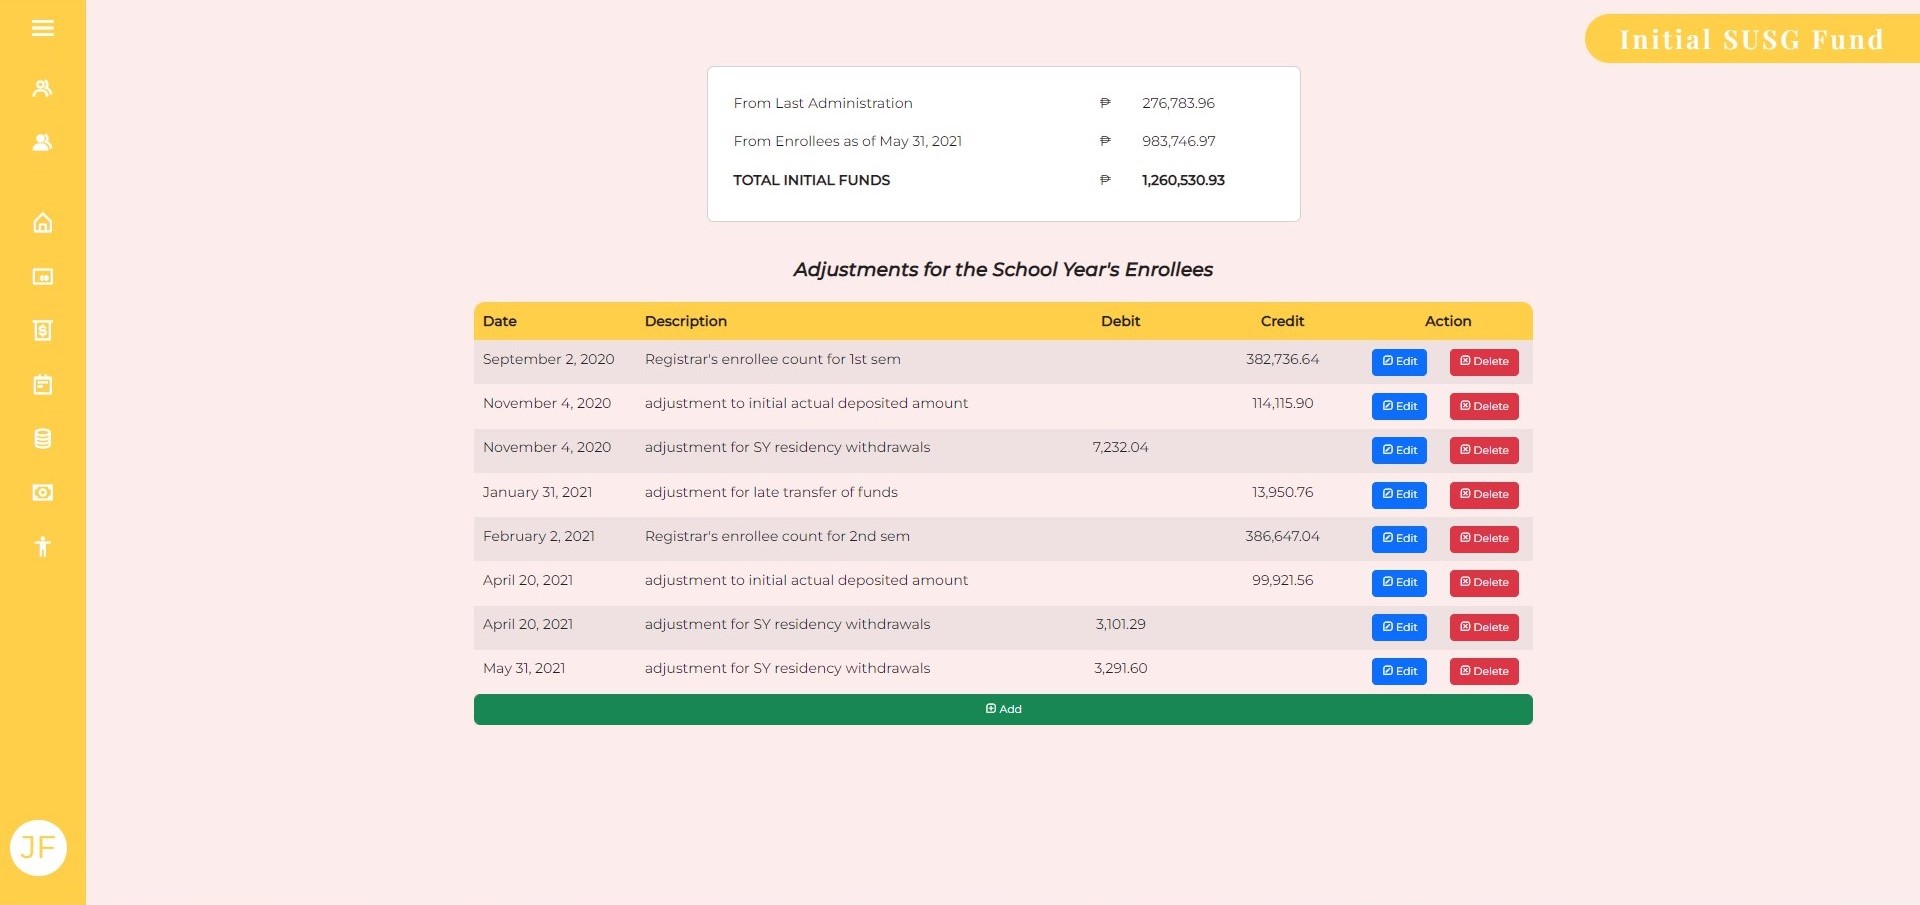 Initial SUSG Fund
From Last Administration ₱ 276,783.96
From Enrollees as of May 31, 2021 ₱ 983,746.97
TOTAL INITIAL FUNDS ₱ 1,260,530.93
Adjustments for the School Year's Enrollees
Date Description Debit Credit Action
September 2, 2020 Registrar's enrollee count for 1st sem 382,736.64 Edit Delete
November 4, 2020 adjustment to initial actual deposited amount 114,115.90 Edit Delete
November 4, 2020 adjustment for SY residency withdrawals 7,232.04 Edit Delete
January 31, 2021 adjustment for late transfer of funds 13,950.76 Edit Delete
February 2, 2021 Registrar's enrollee count for 2nd sem 386,647.04 Edit Delete
April 20, 2021 adjustment to initial actual deposited amount 99,921.56 Edit Delete
April 20, 2021 adjustment for SY residency withdrawals 3,101.29 Edit Delete
May 31, 2021 adjustment for SY residency withdrawals 3,291.60 Edit Delete
Add
JF